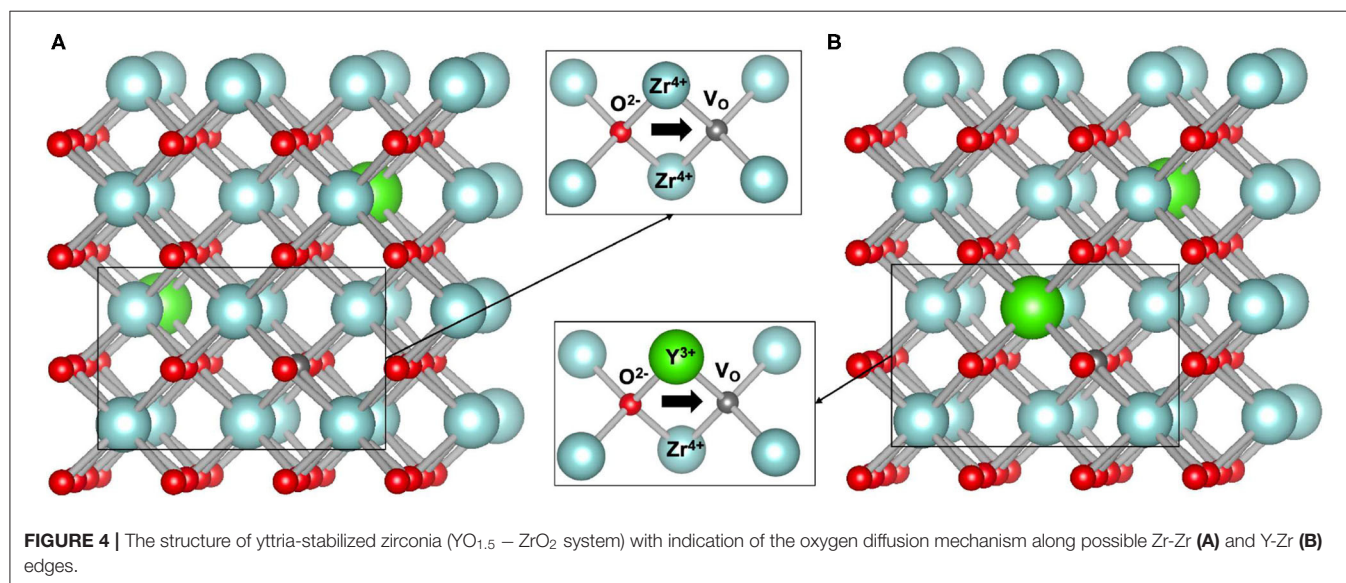 A
B
Zr⁴⁺
O²⁻
Vₒ
Zr⁴⁺
Y³⁺
O²⁻
Vₒ
Zr⁴⁺
FIGURE 4 | The structure of yttria-stabilized zirconia (YO₁.₅ – ZrO₂ system) with indication of the oxygen diffusion mechanism along possible Zr-Zr (A) and Y-Zr (B)
edges.